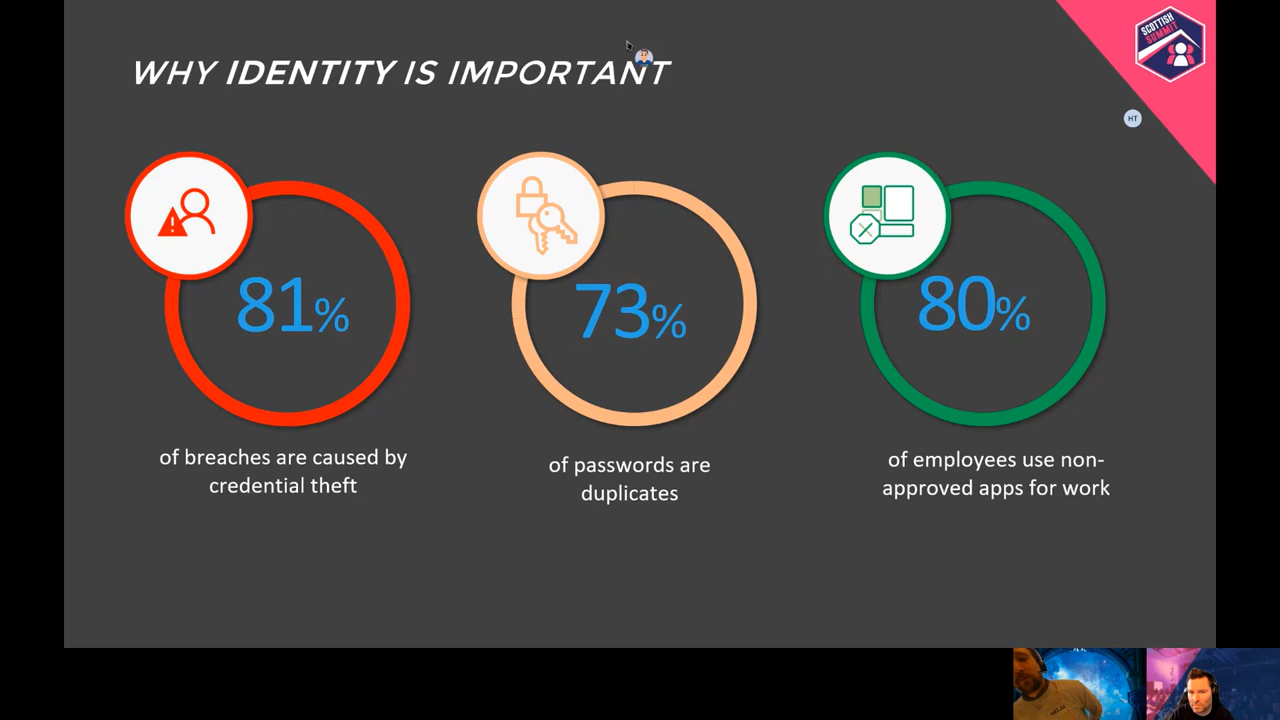 WHY IDENTITY IS IMPORTANT
SCOTTISH
SUMMIT
HT
81%
73%
80%
of breaches are caused by
credential theft
of passwords are
duplicates
of employees use non-
approved apps for work